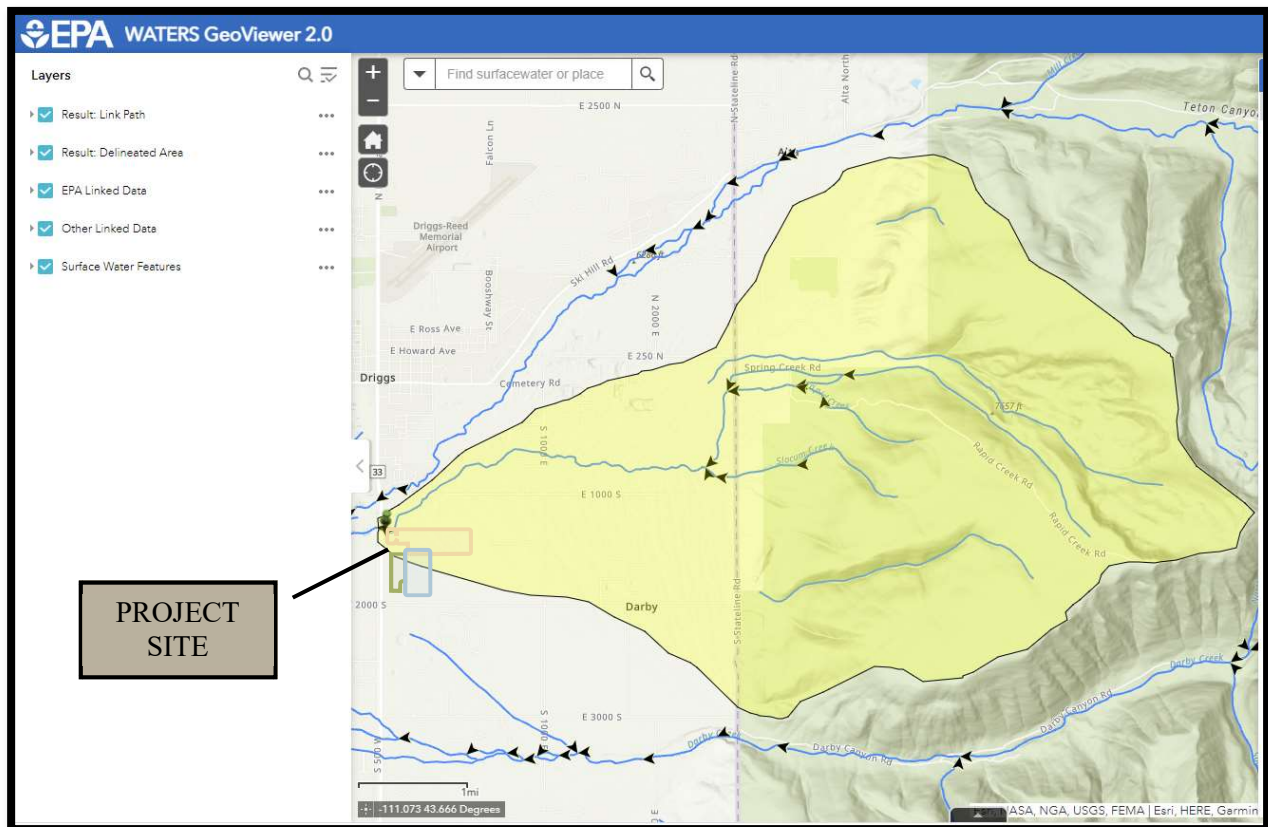 EPA WATERS GeoViewer 2.0
Layers
Result: Link Path
Result: Delineated Area
EPA Linked Data
Other Linked Data
Surface Water Features
+
−
Find surfacewater or place
E 2500 N
Falcon Ln
N-Stateline Rd
Alta North
Mill Creek
Teton Canyon
Alta
N
Driggs-Reed
Memorial
Airport
Ski Hill Rd
Booshway St
N 2000 E
E Ross Ave
E Howard Ave
E 250 N
Driggs
Cemetery Rd
Spring Creek Rd
7657 ft
S 1000 E
Slocum Creek
Rapid Creek Rd
33
E 1000 S
Rapid Creek Rd
PROJECT
SITE
2000 S
Darby
S-Stateline Rd
Darby Creek
Darby Canyon Rd
E 3000 S
S 1000 E
S 500 W
Darby Creek
Darby Canyon Rd
1mi
-111.073 43.666 Degrees
Esri, NASA, NGA, USGS, FEMA | Esri, HERE, Garmin